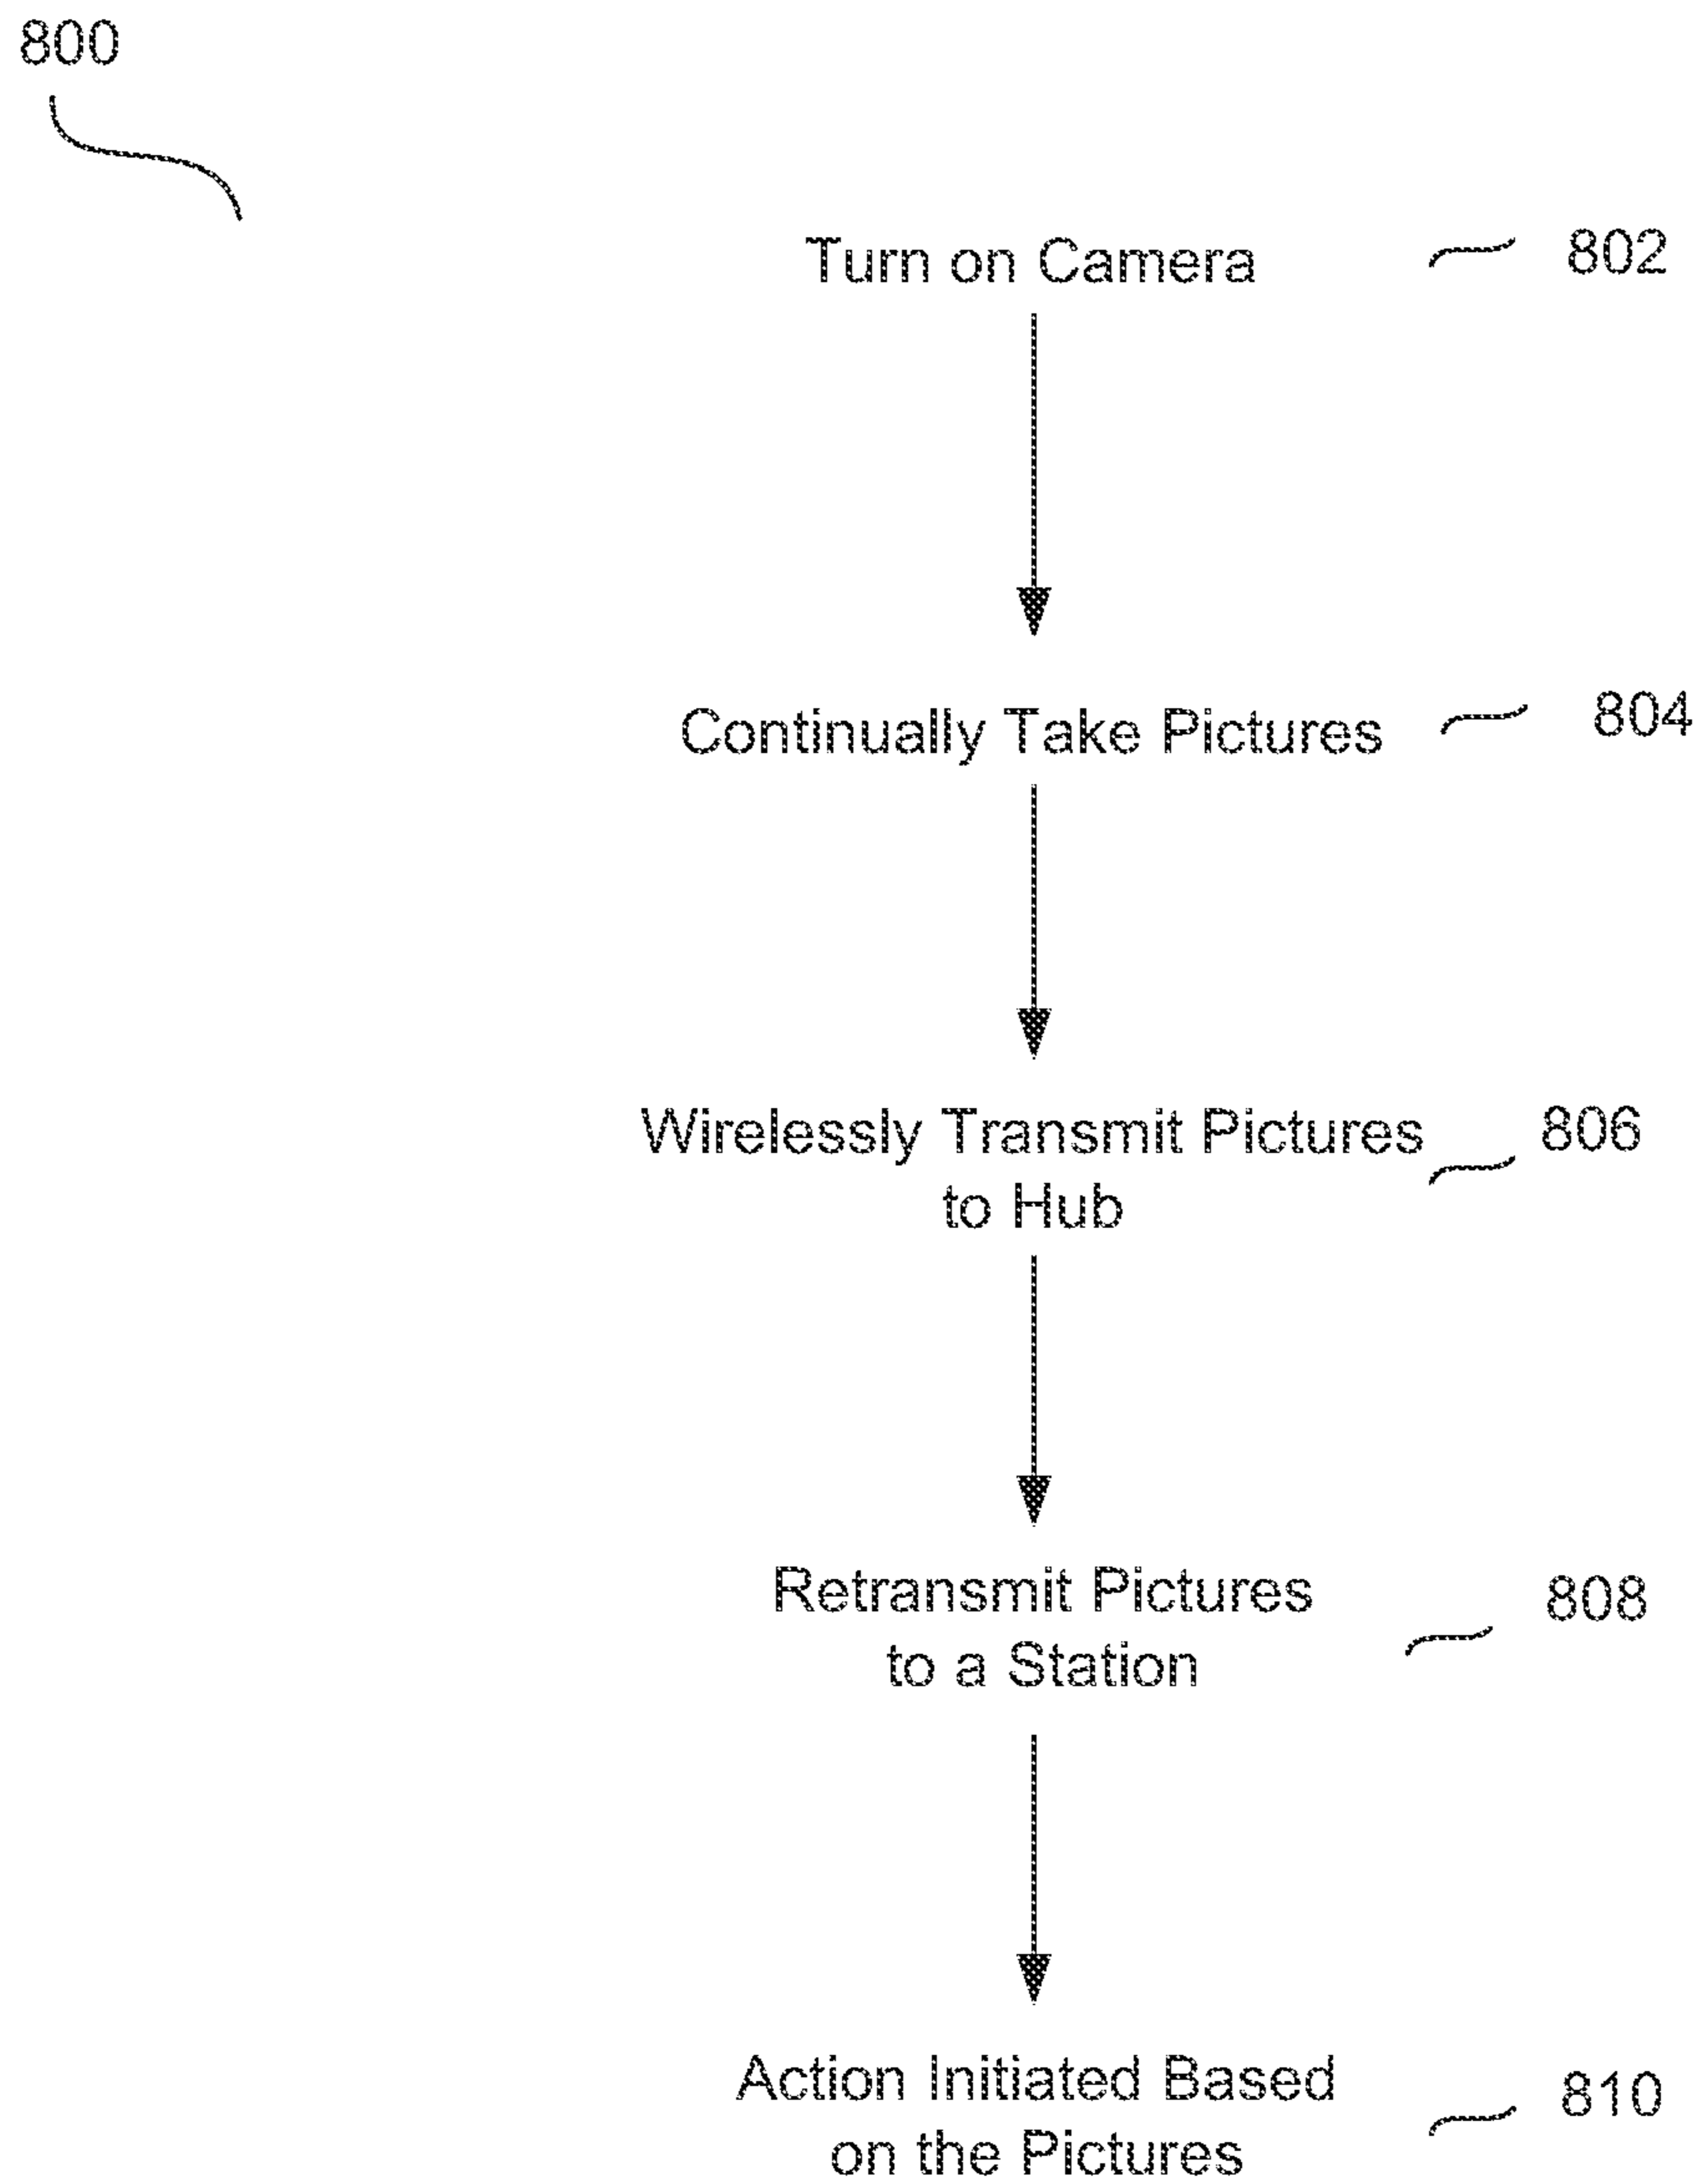 800
Turn on Camera 802
Continually Take Pictures 804
Wirelessly Transmit Pictures 806
to Hub
Retransmit Pictures 808
to a Station
Action Initiated Based 810
on the Pictures